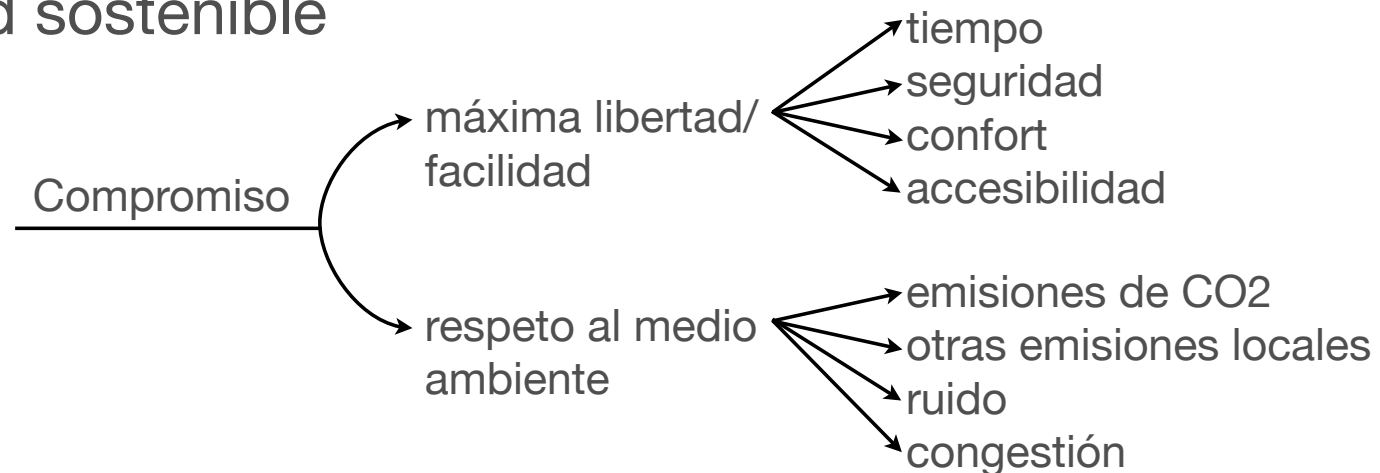 d sostenible
Compromiso
máxima libertad/
facilidad
tiempo
seguridad
confort
accesibilidad
respeto al medio
ambiente
emisiones de CO2
otras emisiones locales
ruido
congestión